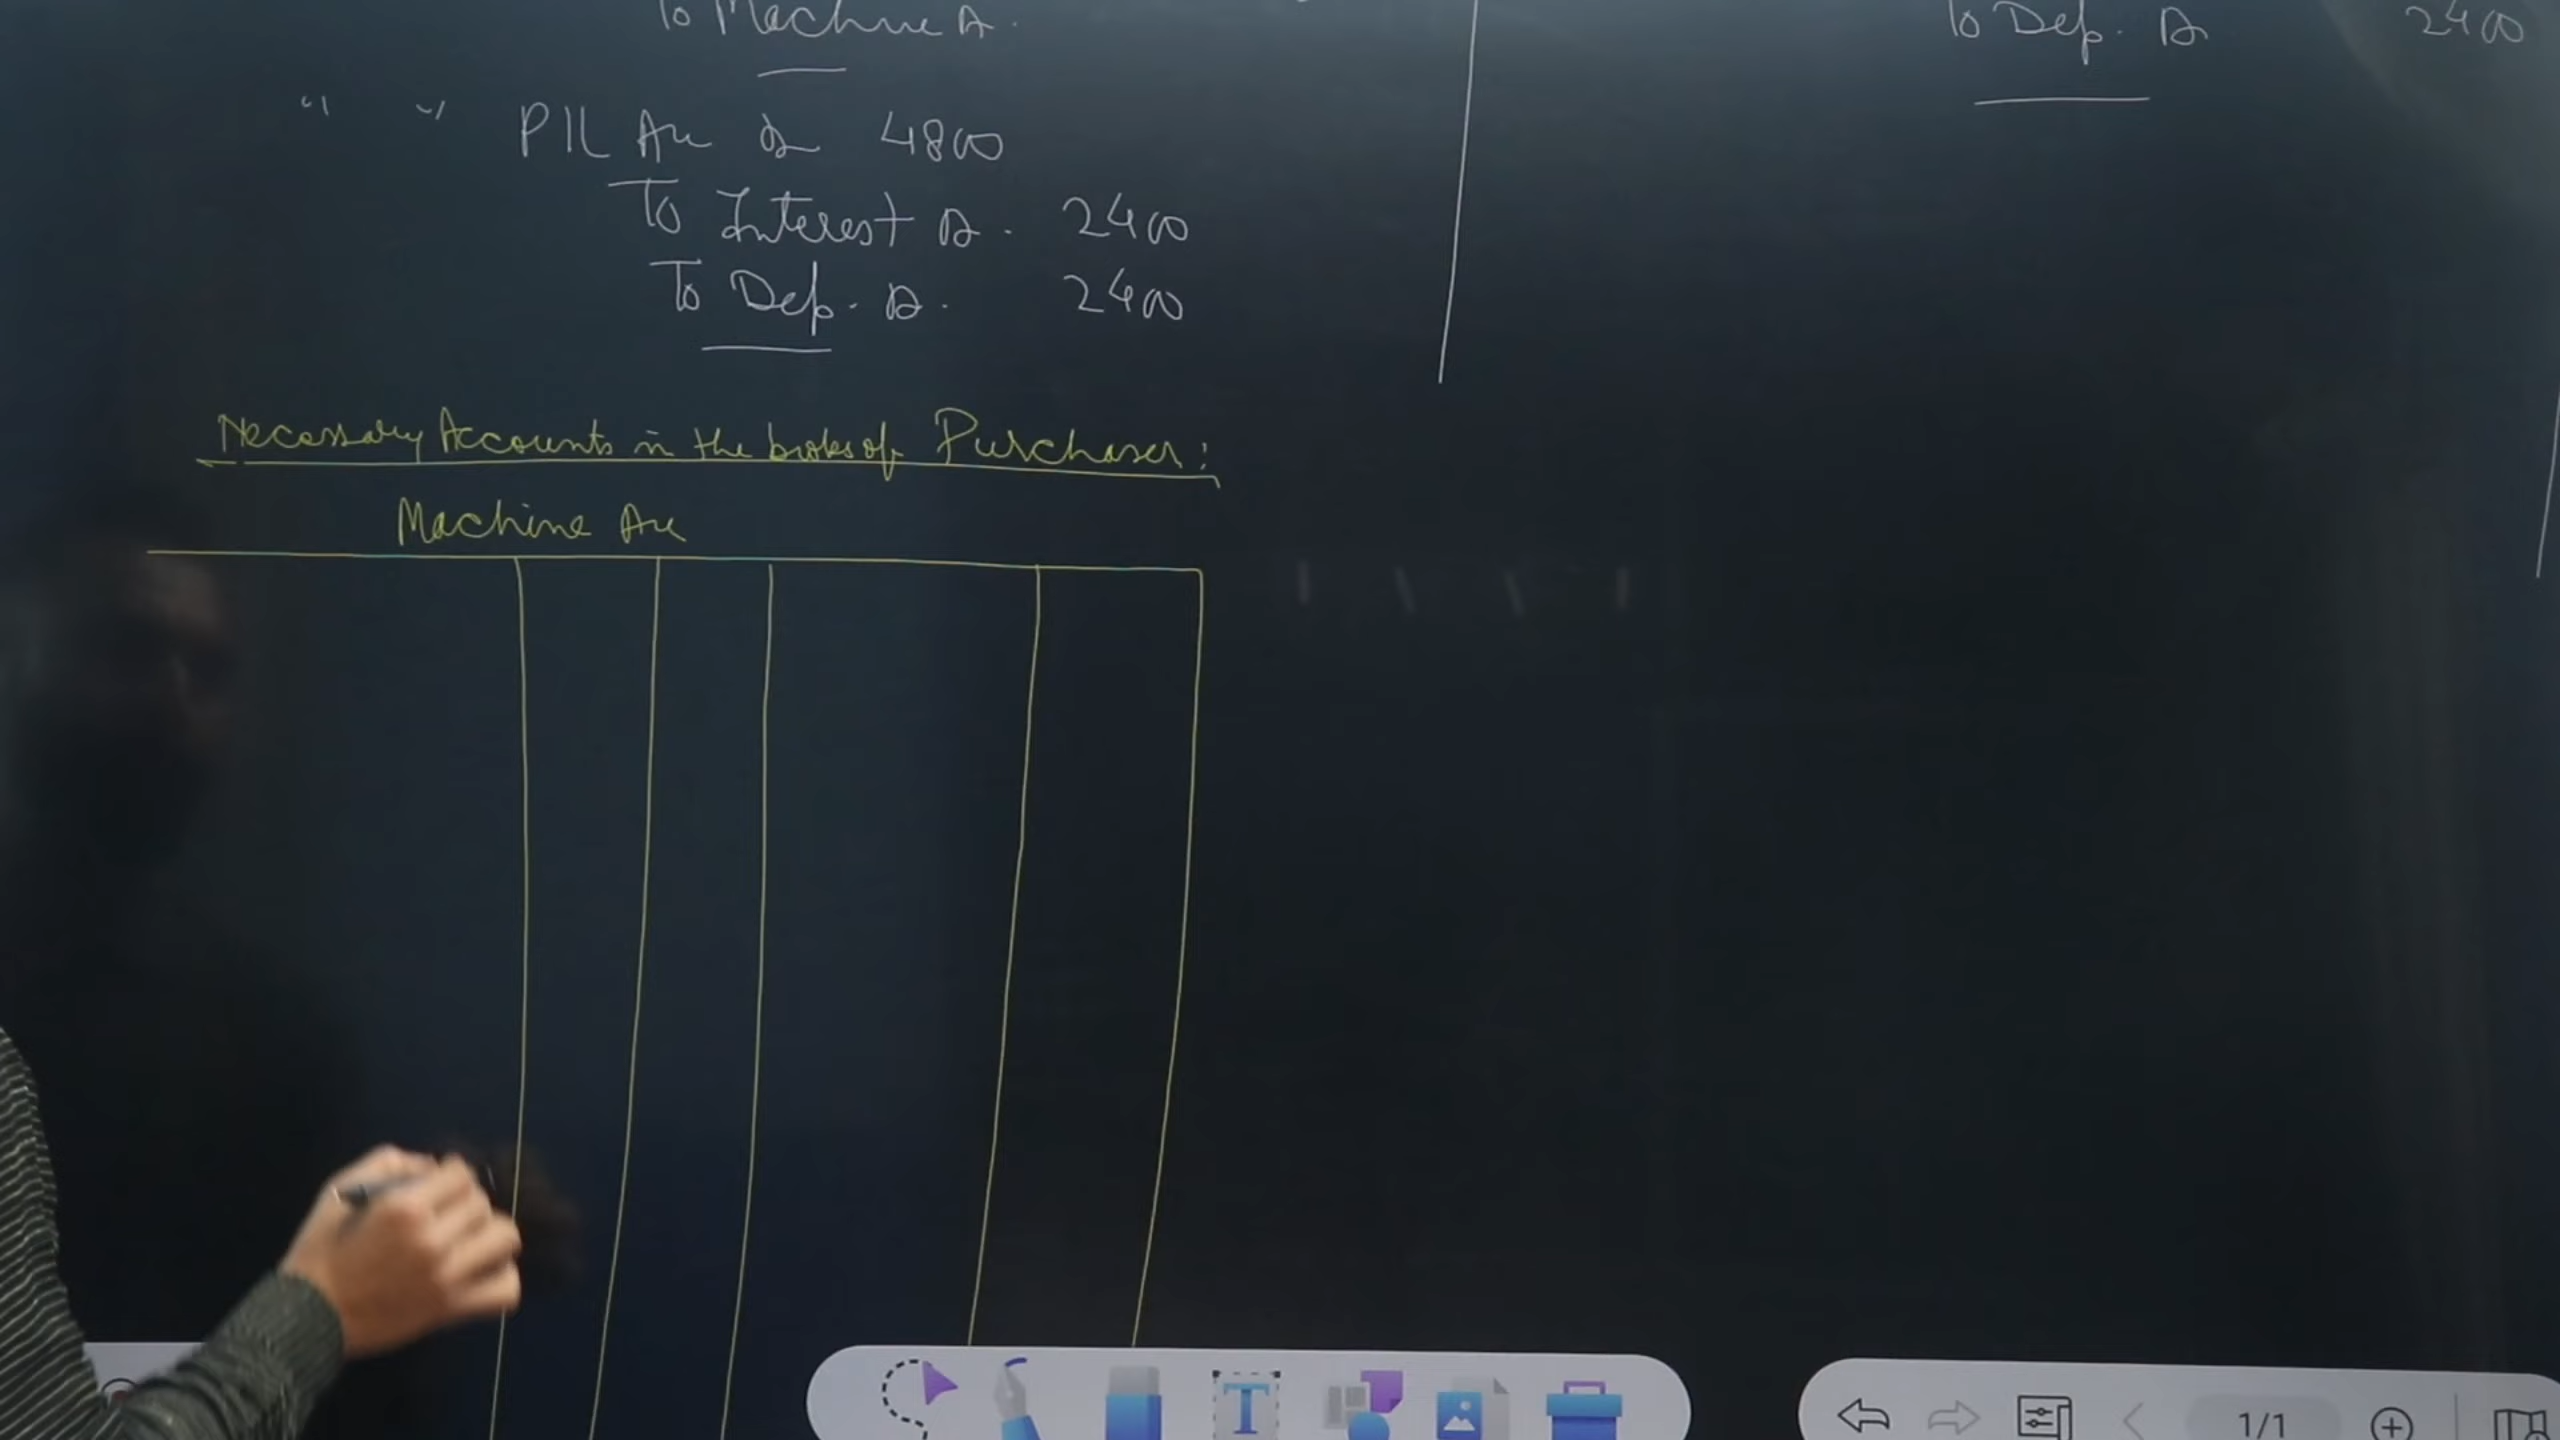 To Machine A.
To Dep. A 2400
" " P/L A/c Dr 4800
To Interest A. 2400
To Dep. A. 2400
Necessary Accounts in the books of Purchaser:
Machine A/c
T
1/1